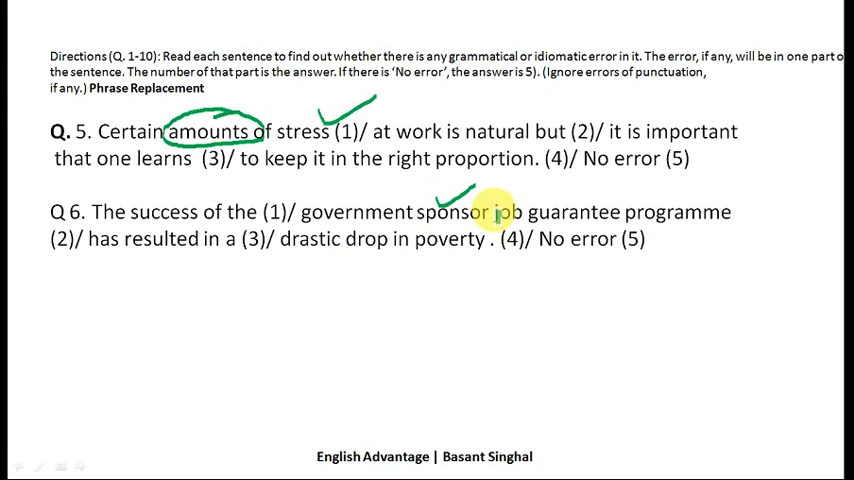 Directions (Q. 1-10): Read each sentence to find out whether there is any grammatical or idiomatic error in it. The error, if any, will be in one part o
the sentence. The number of that part is the answer. If there is 'No error', the answer is 5). (Ignore errors of punctuation,
if any.) Phrase Replacement
Q. 5. Certain amounts of stress (1)/ at work is natural but (2)/ it is important
that one learns (3)/ to keep it in the right proportion. (4)/ No error (5)
Q 6. The success of the (1)/ government sponsor job guarantee programme
(2)/ has resulted in a (3)/ drastic drop in poverty . (4)/ No error (5)
English Advantage | Basant Singhal